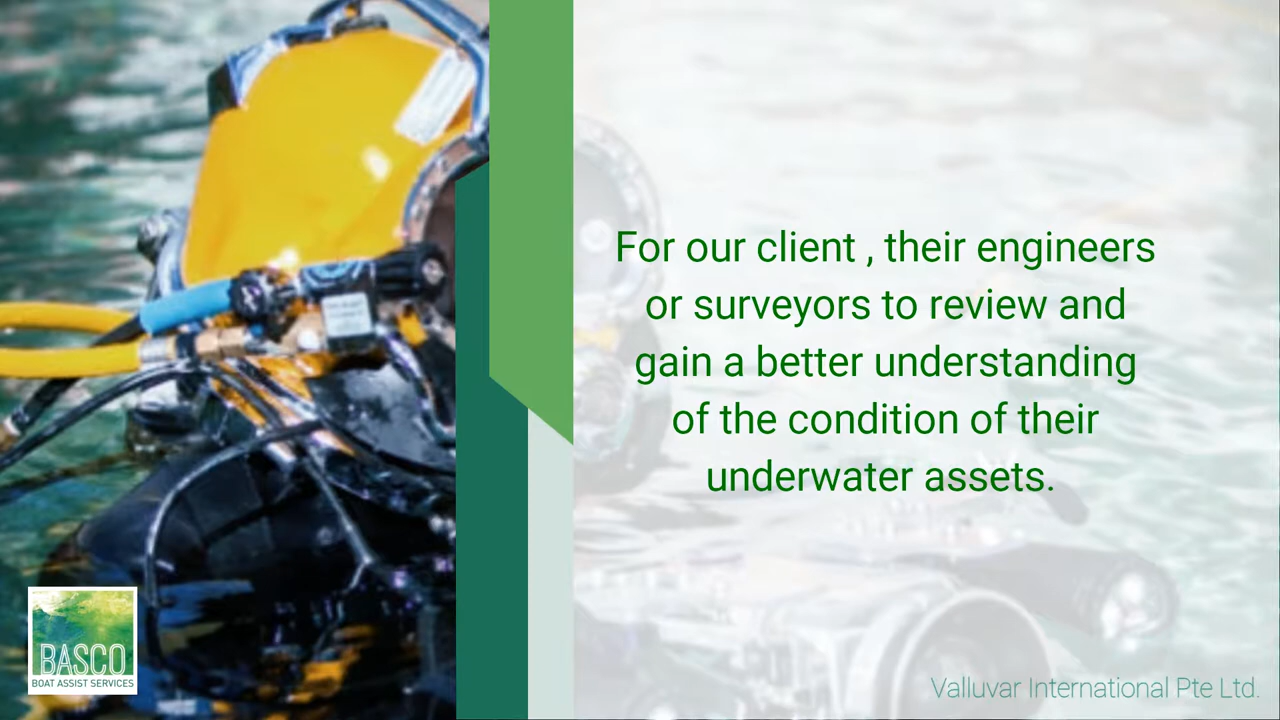 For our client , their engineers
or surveyors to review and
gain a better understanding
of the condition of their
underwater assets.
BASCO
BOAT ASSIST SERVICES
Valluvar International Pte Ltd.